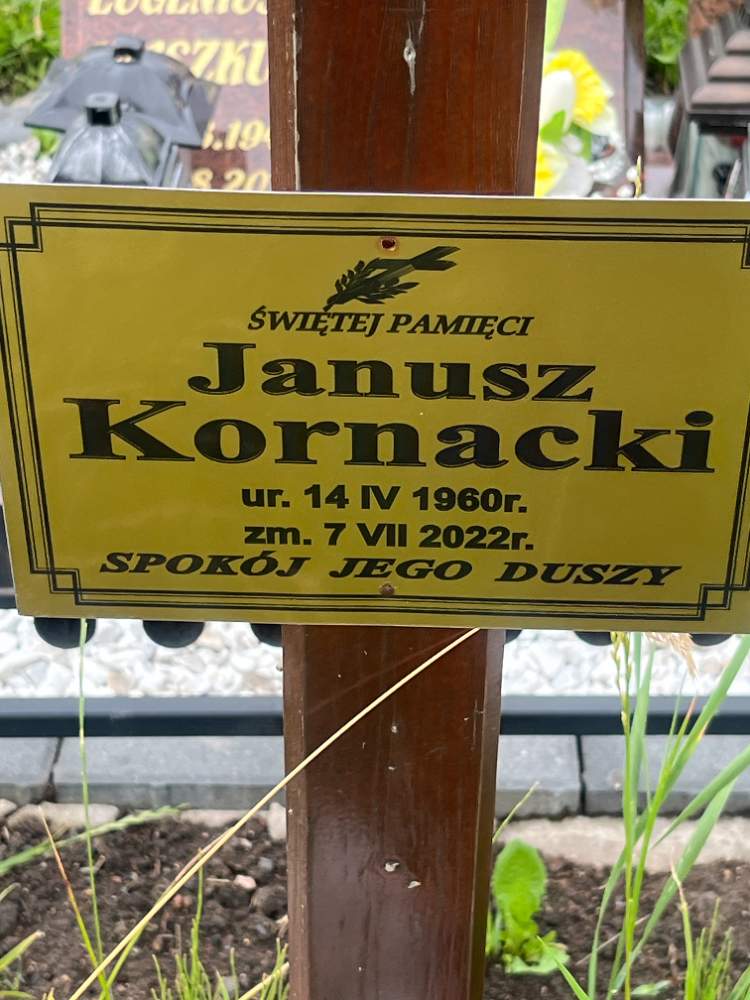 ŚWIĘTEJ PAMIĘCI
Janusz
Kornacki
ur. 14 IV 1960r.
zm. 7 VII 2022r.
SPOKÓJ JEGO DUSZY